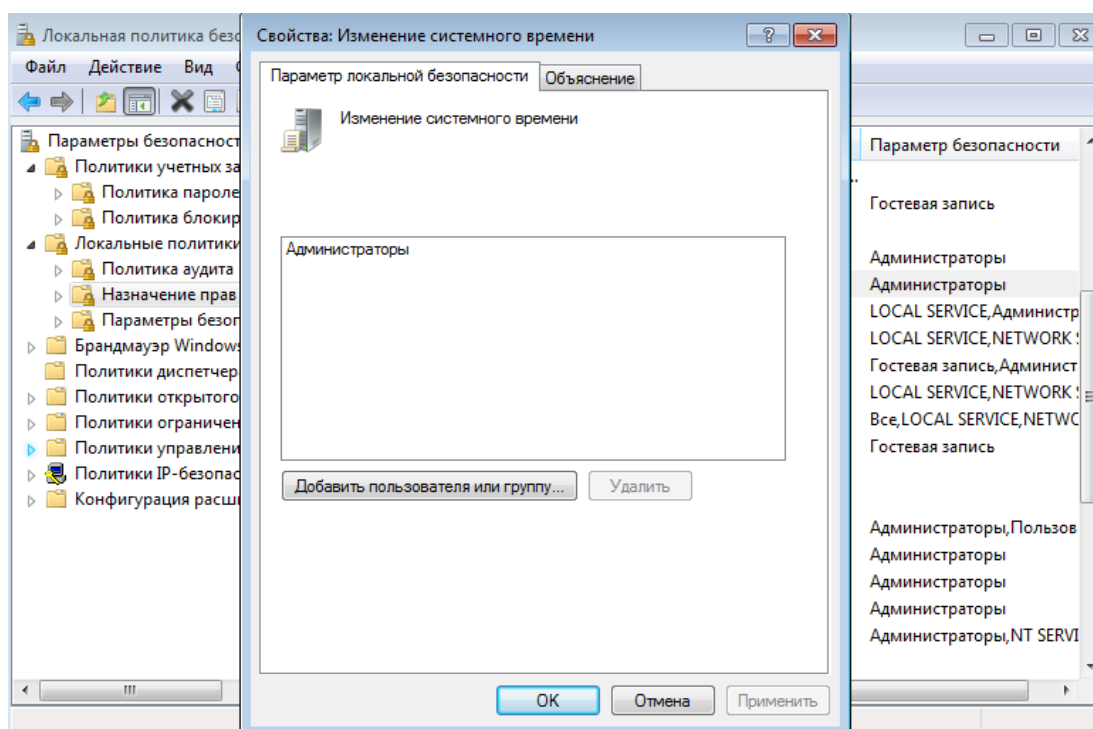 Локальная политика безо
Файл Действие Вид
Параметры безопасност
Политики учетных за
Политика пароле
Политика блокир
Локальные политики
Политика аудита
Назначение прав
Параметры безоп
Брандмауэр Windows
Политики диспетчер
Политики открытого
Политики ограничен
Политики управлени
Политики IP-безопас
Конфигурация расши
Свойства: Изменение системного времени
Параметр локальной безопасности
Объяснение
Изменение системного времени
Администраторы
Добавить пользователя или группу...
Удалить
OK
Отмена
Применить
Параметр безопасности
..
Гостевая запись
Администраторы
Администраторы
LOCAL SERVICE,Администр
LOCAL SERVICE,NETWORK
Гостевая запись,Админист
LOCAL SERVICE,NETWORK
Все,LOCAL SERVICE,NETWO
Гостевая запись
Администраторы,Пользов
Администраторы
Администраторы
Администраторы
Администраторы,NT SERVI